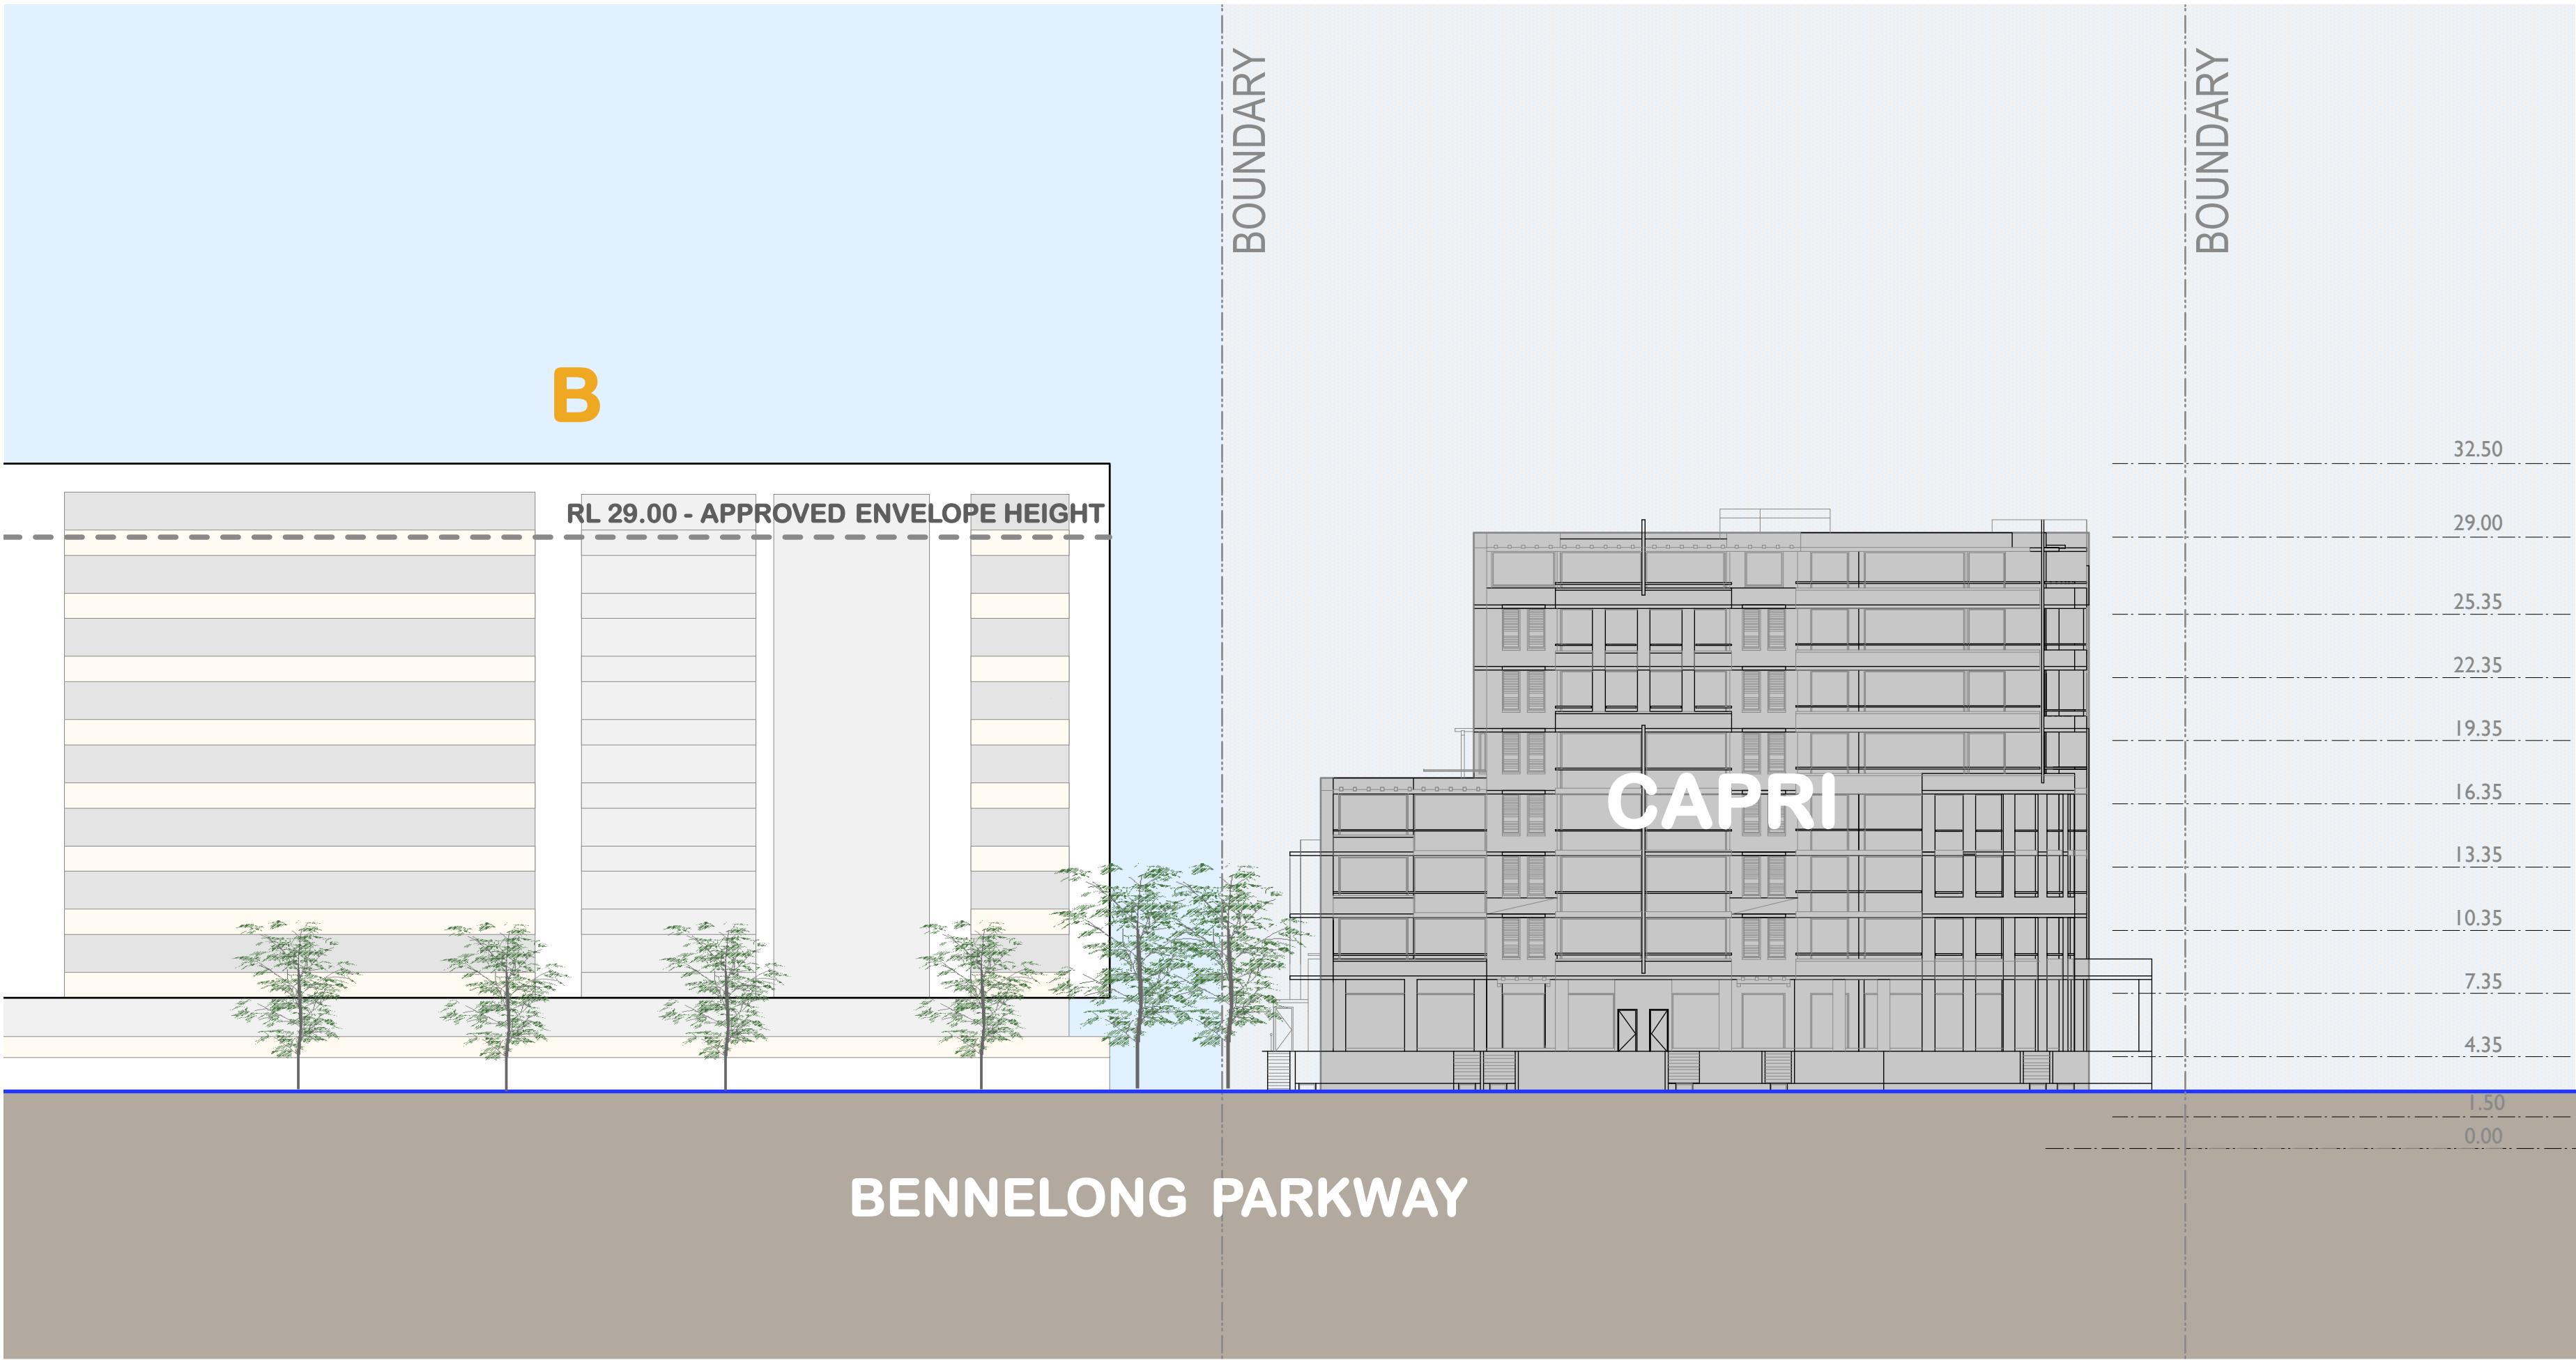 BOUNDARY
BOUNDARY
B
32.50
RL 29.00 - APPROVED ENVELOPE HEIGHT
29.00
25.35
22.35
19.35
CAPRI
16.35
13.35
10.35
7.35
4.35
1.50
0.00
BENNELONG PARKWAY